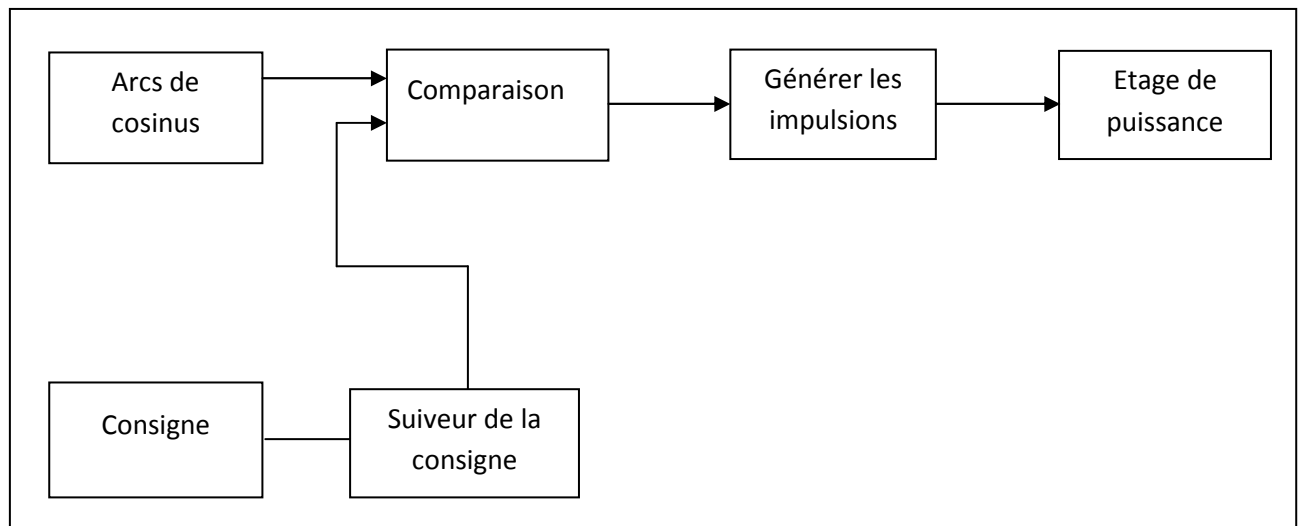 Arcs de
cosinus
Comparaison
Générer les
impulsions
Etage de
puissance
Consigne
Suiveur de la
consigne